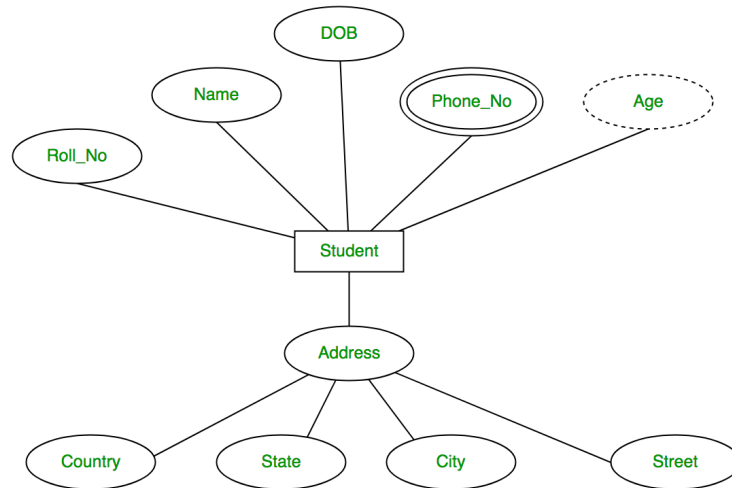 DOB
Name
Phone_No
Age
Roll_No
Student
Address
Country
State
City
Street